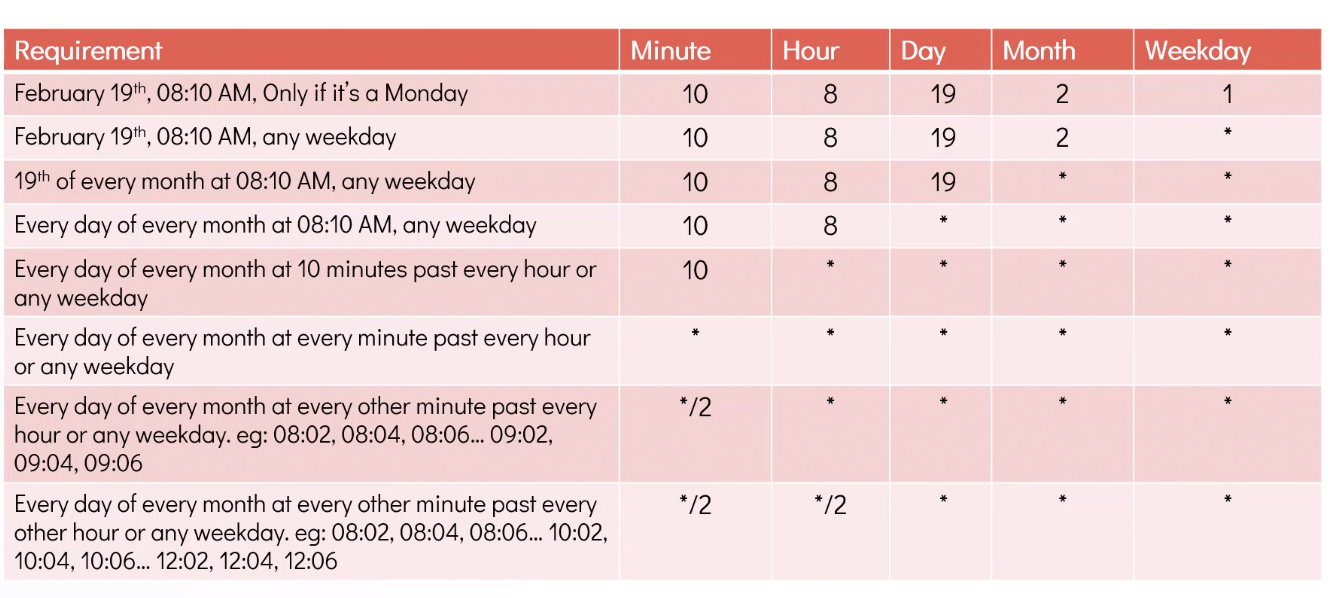 Requirement Minute Hour Day Month Weekday
February 19th, 08:10 AM, Only if it's a Monday 10 8 19 2 1
February 19th, 08:10 AM, any weekday 10 8 19 2 *
19th of every month at 08:10 AM, any weekday 10 8 19 * *
Every day of every month at 08:10 AM, any weekday 10 8 * * *
Every day of every month at 10 minutes past every hour or 10 * * * *
any weekday
Every day of every month at every minute past every hour * * * * *
or any weekday
Every day of every month at every other minute past every */2 * * * *
hour or any weekday. eg: 08:02, 08:04, 08:06... 09:02,
09:04, 09:06
Every day of every month at every other minute past every */2 */2 * * *
other hour or any weekday. eg: 08:02, 08:04, 08:06... 10:02,
10:04, 10:06... 12:02, 12:04, 12:06